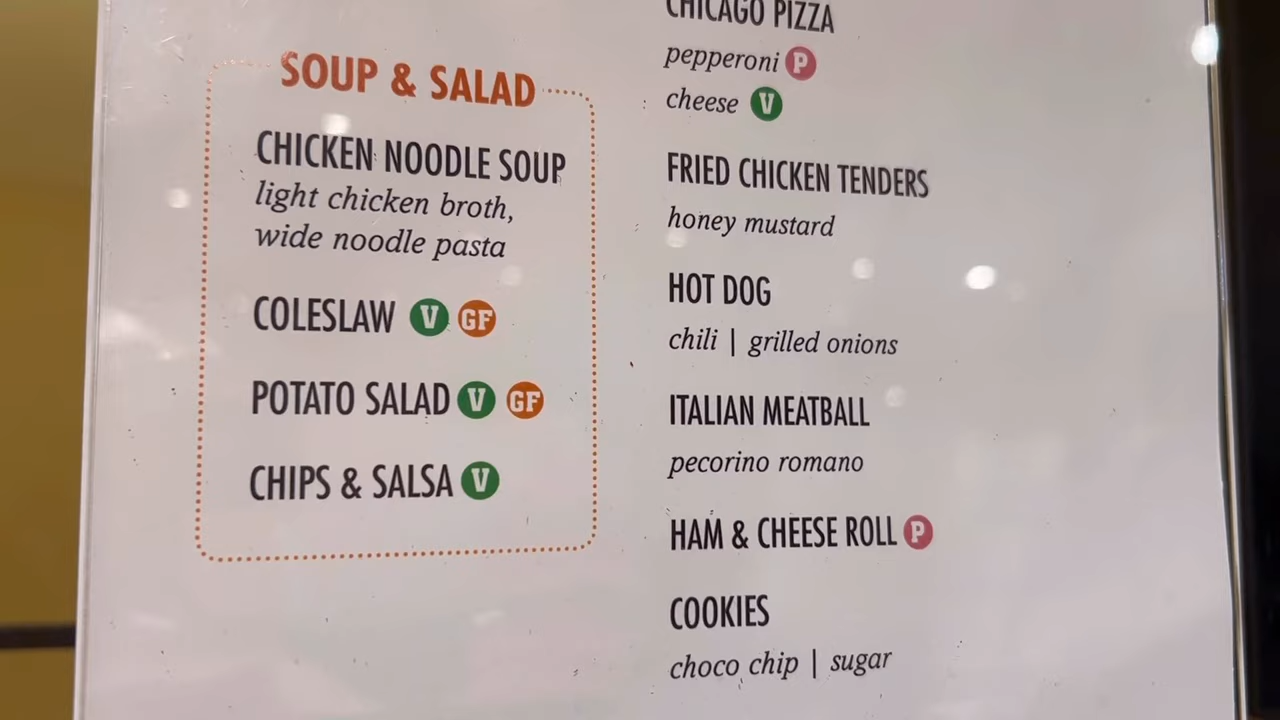 SOUP & SALAD
CHICKEN NOODLE SOUP
light chicken broth,
wide noodle pasta
COLESLAW V GF
POTATO SALAD V GF
CHIPS & SALSA V
CHICAGO PIZZA
pepperoni P
cheese V
FRIED CHICKEN TENDERS
honey mustard
HOT DOG
chili | grilled onions
ITALIAN MEATBALL
pecorino romano
HAM & CHEESE ROLL P
COOKIES
choco chip | sugar